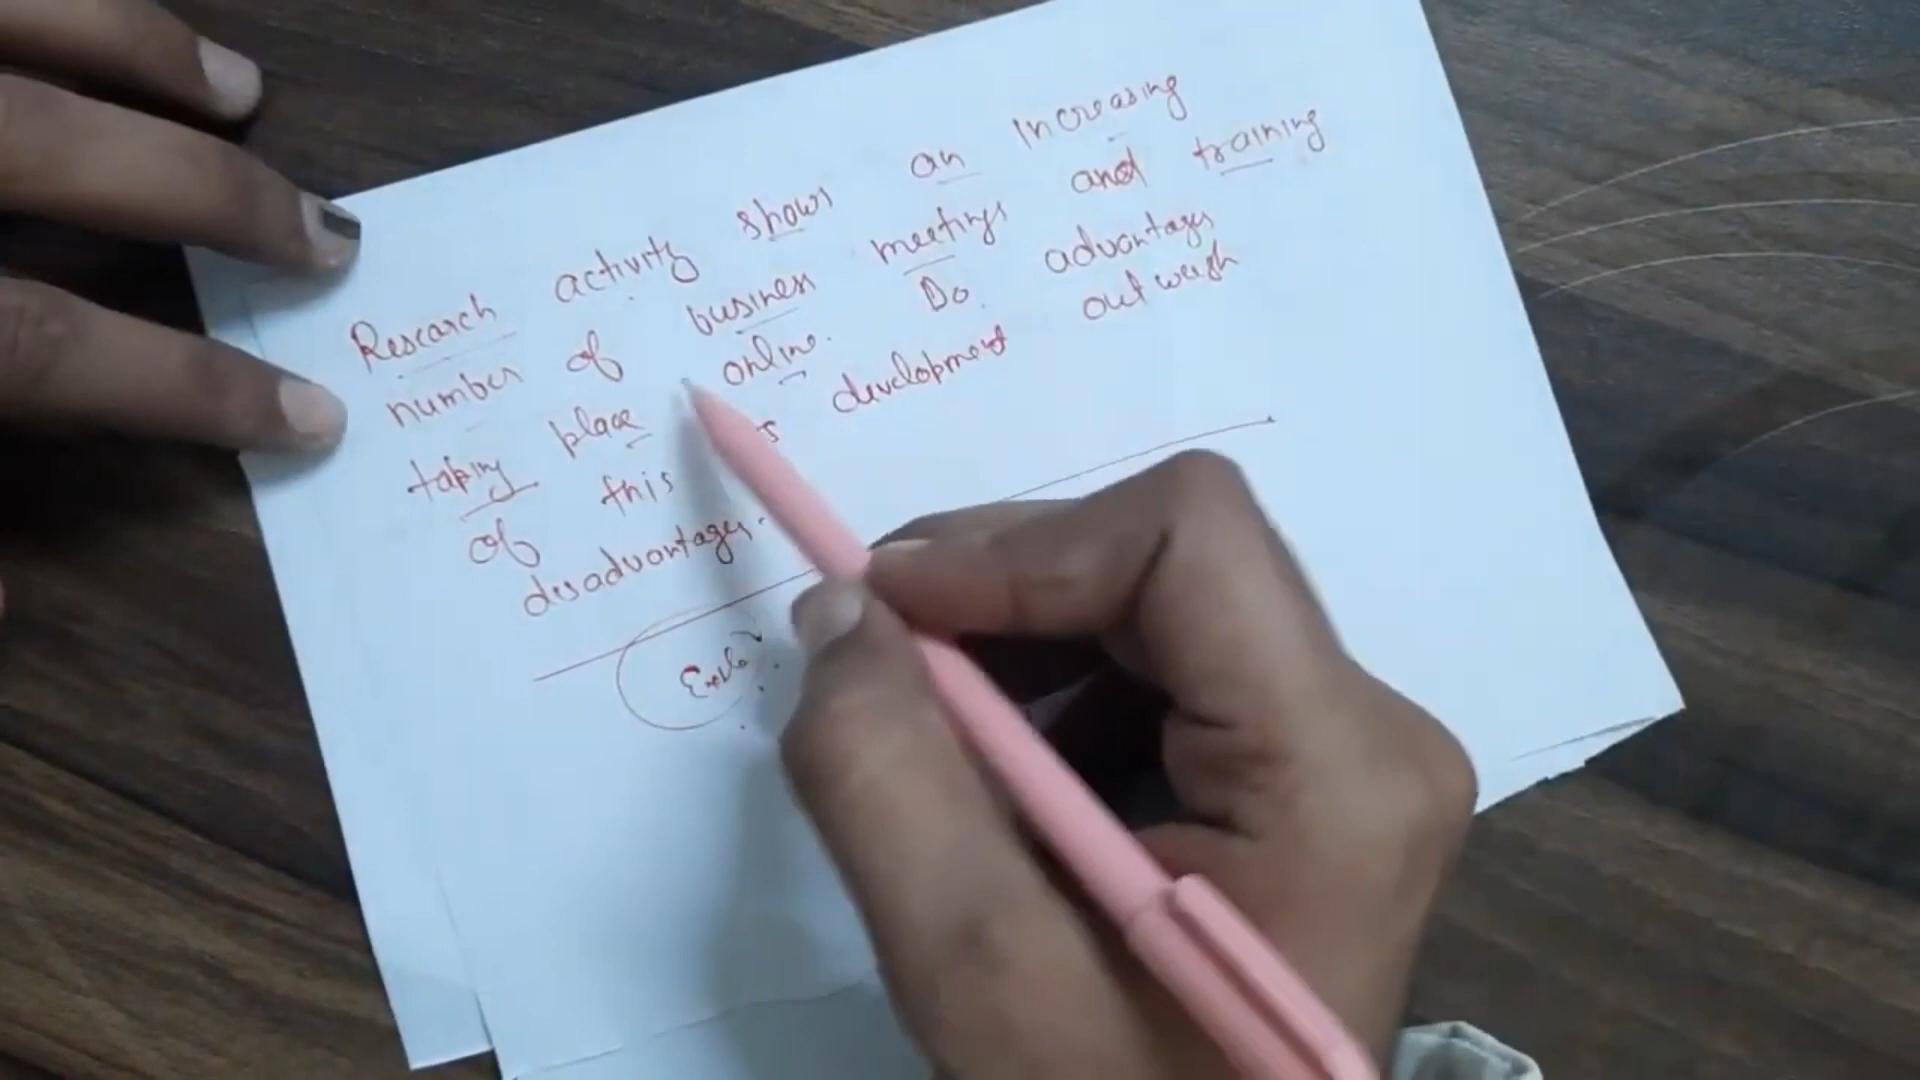 Research activity shows an increasing
number of business meetings and training
taking place online. Do advantages
of this development outweigh
disadvantages.